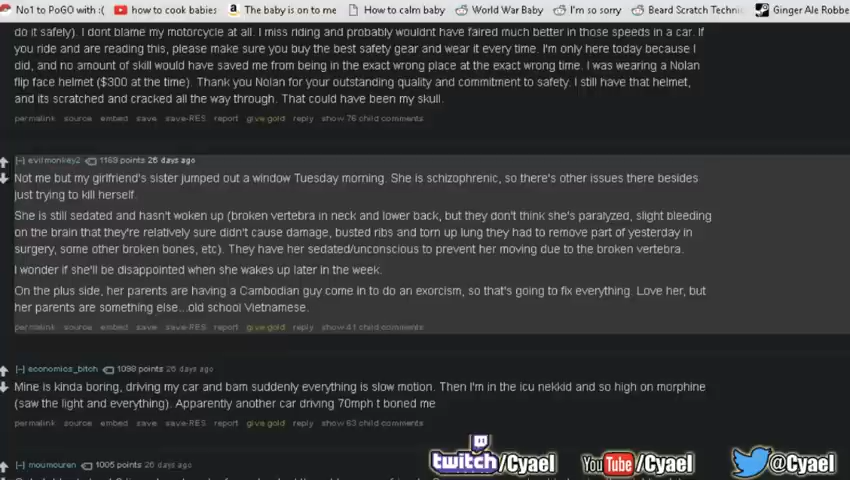 No1 to PoGO with :( how to cook babies The baby is on to me How to calm baby World War Baby I'm so sorry Beard Scratch Techni Ginger Ale Robbe
do it safely). I dont blame my motorcycle at all. I miss riding and probably wouldnt have faired much better in those speeds in a car. If
you ride and are reading this, please make sure you buy the best safety gear and wear it every time. I'm only here today because I
did, and no amount of skill would have saved me from being in the exact wrong place at the exact wrong time. I was wearing a Nolan
flip face helmet ($300 at the time). Thank you Nolan for your outstanding quality and commitment to safety. I still have that helmet,
and its scratched and cracked all the way through. That could have been my skull.
permalink source embed save save-RES report give gold reply show 76 child comments
[-] evilmonkey2 1169 points 26 days ago
Not me but my girlfriend's sister jumped out a window Tuesday morning. She is schizophrenic, so there's other issues there besides
just trying to kill herself.
She is still sedated and hasn't woken up (broken vertebra in neck and lower back, but they don't think she's paralyzed, slight bleeding
on the brain that they're relatively sure didn't cause damage, busted ribs and torn up lung they had to remove part of yesterday in
surgery, some other broken bones, etc). They have her sedated/unconscious to prevent her moving due to the broken vertebra.
I wonder if she'll be disappointed when she wakes up later in the week.
On the plus side, her parents are having a Cambodian guy come in to do an exorcism, so that's going to fix everything. Love her, but
her parents are something else...old school Vietnamese.
permalink source embed save save-RES report give gold reply show 41 child comments
[-] economics_bitch 1098 points 26 days ago
Mine is kinda boring, driving my car and bam suddenly everything is slow motion. Then I'm in the icu nekkid and so high on morphine
(saw the light and everything). Apparently another car driving 70mph t boned me
permalink source embed save save-RES report give gold reply show 63 child comments
[-] moumouren 1005 points 26 days ago
twitch/Cyael YouTube/Cyael @Cyael